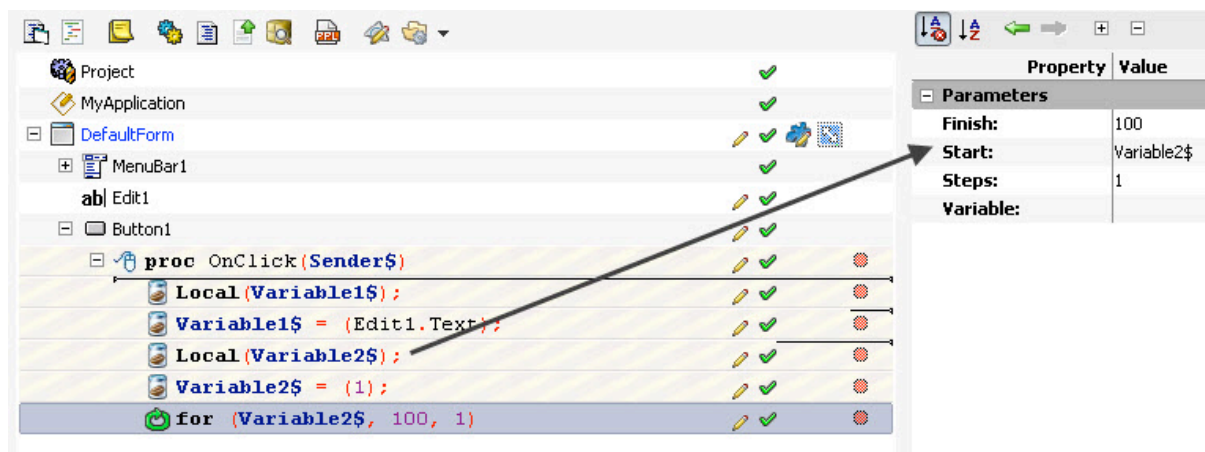 Project
MyApplication
DefaultForm
MenuBar1
ab| Edit1
Button1
proc OnClick(Sender$)
Local(Variable1$);
Variable1$ = (Edit1.Text);
Local(Variable2$);
Variable2$ = (1);
for (Variable2$, 100, 1)
Property Value
Parameters
Finish: 100
Start: Variable2$
Steps: 1
Variable: